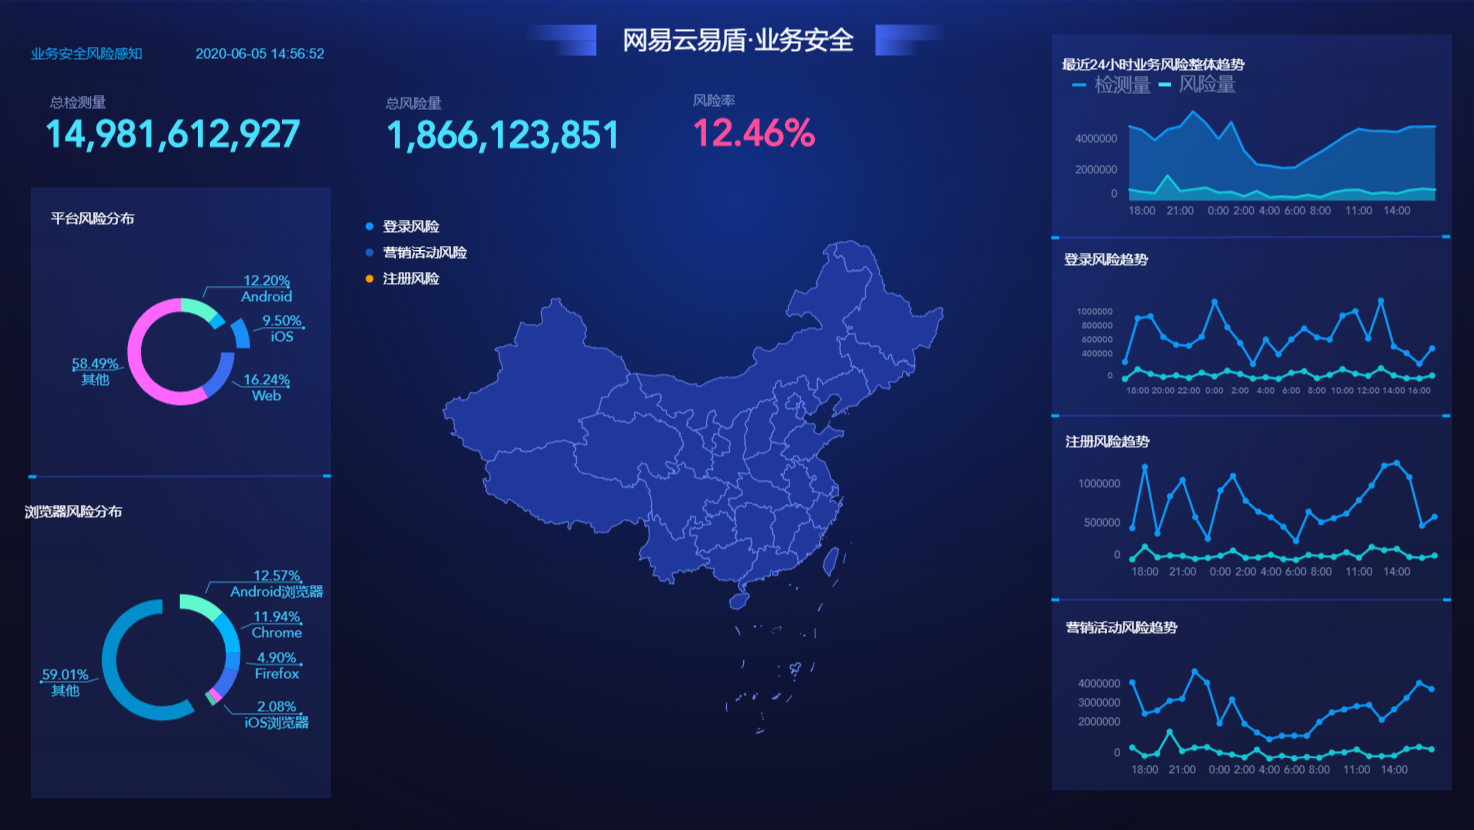 网易云易盾·业务安全
业务安全风险感知
2020-06-05 14:56:52
总检测量
14,981,612,927
总风险量
1,866,123,851
风险率
12.46%
平台风险分布
12.20%
Android
9.50%
iOS
16.24%
Web
58.49%
其他
浏览器风险分布
12.57%
Android浏览器
11.94%
Chrome
4.90%
Firefox
2.08%
iOS浏览器
59.01%
其他
登录风险
营销活动风险
注册风险
最近24小时业务风险整体趋势
检测量 风险量
4000000
2000000
0
18:00 21:00 0:00 2:00 4:00 6:00 8:00 11:00 14:00
登录风险趋势
1000000
800000
600000
400000
0
18:00 20:00 22:00 0:00 2:00 4:00 6:00 8:00 10:00 12:00 14:00 16:00
注册风险趋势
1000000
500000
0
18:00 21:00 0:00 2:00 4:00 6:00 8:00 11:00 14:00
营销活动风险趋势
4000000
3000000
2000000
0
18:00 21:00 0:00 2:00 4:00 6:00 8:00 11:00 14:00